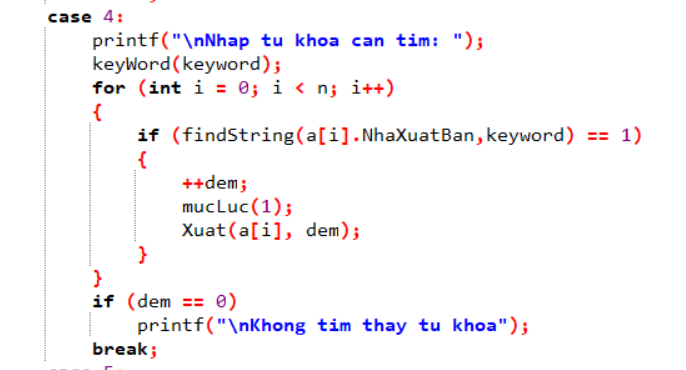 case 4:
printf("\nNhap tu khoa can tim: ");
keyWord(keyword);
for (int i = 0; i < n; i++)
{
if (findString(a[i].NhaXuatBan,keyword) == 1)
{
++dem;
mucLuc(1);
Xuat(a[i], dem);
}
}
if (dem == 0)
printf("\nKhong tim thay tu khoa");
break;